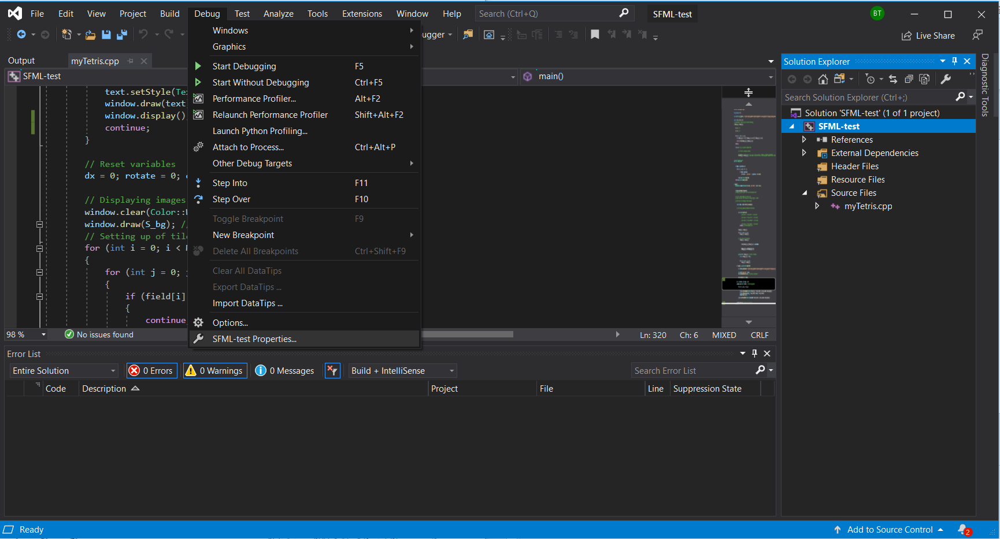 File Edit View Project Build Debug Test Analyze Tools Extensions Window Help Search (Ctrl+Q) SFML-test BT
ugger Live Share
Windows
Graphics
Start Debugging F5
Start Without Debugging Ctrl+F5
Performance Profiler... Alt+F2
Relaunch Performance Profiler Shift+Alt+F2
Launch Python Profiling...
Attach to Process... Ctrl+Alt+P
Other Debug Targets
Step Into F11
Step Over F10
Toggle Breakpoint F9
New Breakpoint
Delete All Breakpoints Ctrl+Shift+F9
Clear All DataTips
Export DataTips ...
Import DataTips ...
Options...
SFML-test Properties...
Output myTetris.cpp
SFML-test main()
text.setStyle(Te
window.draw(text
window.display()
continue;
}
// Reset variables
dx = 0; rotate = 0;
// Displaying images
window.clear(Color::
window.draw(S_bg); //
// Setting up of til
for (int i = 0; i <
{
for (int j = 0;
{
if (field[i]
{
continue
98 % No issues found Ln: 320 Ch: 6 MIXED CRLF
Error List
Entire Solution 0 Errors 0 Warnings 0 Messages Build + IntelliSense Search Error List
Code Description Project File Line Suppression State
Solution Explorer
Search Solution Explorer (Ctrl+;)
Solution 'SFML-test' (1 of 1 project)
SFML-test
References
External Dependencies
Header Files
Resource Files
Source Files
myTetris.cpp
Diagnostic Tools
Ready Add to Source Control 2